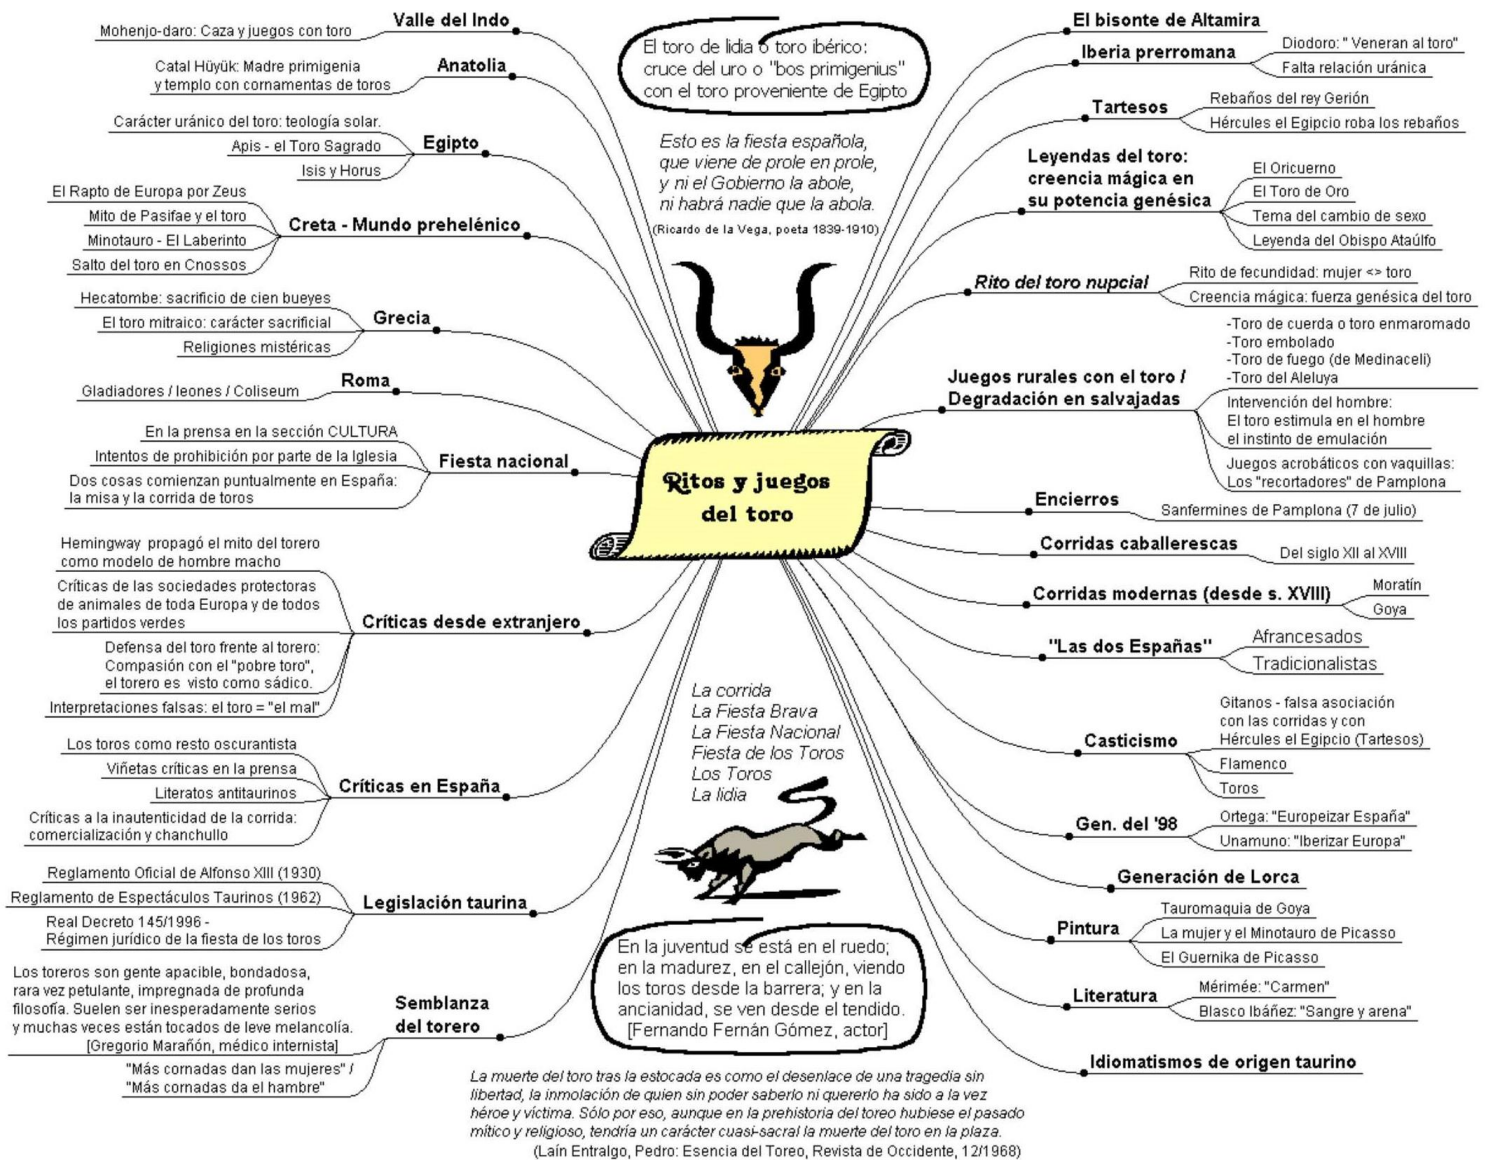 Valle del Indo
Mohenjo-daro: Caza y juegos con toro
Anatolia
Catal Hüyük: Madre primigenia
y templo con cornamentas de toros
Egipto
Carácter uránico del toro: teología solar.
Apis - el Toro Sagrado
Isis y Horus
Creta - Mundo prehelénico
El Rapto de Europa por Zeus
Mito de Pasifae y el toro
Minotauro - El Laberinto
Salto del toro en Cnossos
Grecia
Hecatombe: sacrificio de cien bueyes
El toro mitraico: carácter sacrificial
Religiones mistéricas
Roma
Gladiadores / leones / Coliseum
Fiesta nacional
En la prensa en la sección CULTURA
Intentos de prohibición por parte de la Iglesia
Dos cosas comienzan puntualmente en España:
la misa y la corrida de toros
Críticas desde extranjero
Hemingway propagó el mito del torero
como modelo de hombre macho
Críticas de las sociedades protectoras
de animales de toda Europa y de todos
los partidos verdes
Defensa del toro frente al torero:
Compasión con el "pobre toro",
el torero es visto como sádico.
Interpretaciones falsas: el toro = "el mal"
Críticas en España
Los toros como resto oscurantista
Viñetas críticas en la prensa
Literatos antitaurinos
Críticas a la inautenticidad de la corrida:
comercialización y chanchullo
Legislación taurina
Reglamento Oficial de Alfonso XIII (1930)
Reglamento de Espectáculos Taurinos (1962)
Real Decreto 145/1996 -
Régimen jurídico de la fiesta de los toros
Semblanza
del torero
Los toreros son gente apacible, bondadosa,
rara vez petulante, impregnada de profunda
filosofía. Suelen ser inesperadamente serios
y muchas veces están tocados de leve melancolía.
[Gregorio Marañón, médico internista]
"Más cornadas dan las mujeres" /
"Más cornadas da el hambre"
El toro de lidia o toro ibérico:
cruce del uro o "bos primigenius"
con el toro proveniente de Egipto
Esto es la fiesta española,
que viene de prole en prole,
y ni el Gobierno la abole,
ni habrá nadie que la abola.
(Ricardo de la Vega, poeta 1839-1910)
Ritos y juegos
del toro
La corrida
La Fiesta Brava
La Fiesta Nacional
Fiesta de los Toros
Los Toros
La lidia
En la juventud se está en el ruedo;
en la madurez, en el callejón, viendo
los toros desde la barrera; y en la
ancianidad, se ven desde el tendido.
[Fernando Fernán Gómez, actor]
La muerte del toro tras la estocada es como el desenlace de una tragedia sin
libertad, la inmolación de quien sin poder saberlo ni quererlo ha sido a la vez
héroe y víctima. Sólo por eso, aunque en la prehistoria del toreo hubiese el pasado
mítico y religioso, tendría un carácter cuasi-sacral la muerte del toro en la plaza.
(Laín Entralgo, Pedro: Esencia del Toreo, Revista de Occidente, 12/1968)
El bisonte de Altamira
Iberia prerromana
Diodoro: " Veneran al toro"
Falta relación uránica
Tartesos
Rebaños del rey Gerión
Hércules el Egipcio roba los rebaños
Leyendas del toro:
creencia mágica en
su potencia genésica
El Oricuerno
El Toro de Oro
Tema del cambio de sexo
Leyenda del Obispo Ataúlfo
Rito del toro nupcial
Rito de fecundidad: mujer <> toro
Creencia mágica: fuerza genésica del toro
Juegos rurales con el toro /
Degradación en salvajadas
-Toro de cuerda o toro enmaromado
-Toro embolado
-Toro de fuego (de Medinaceli)
-Toro del Aleluya
Intervención del hombre:
El toro estimula en el hombre
el instinto de emulación
Juegos acrobáticos con vaquillas:
Los "recortadores" de Pamplona
Encierros
Sanfermines de Pamplona (7 de julio)
Corridas caballerescas
Del siglo XII al XVIII
Corridas modernas (desde s. XVIII)
Moratín
Goya
"Las dos Españas"
Afrancesados
Tradicionalistas
Casticismo
Gitanos - falsa asociación
con las corridas y con
Hércules el Egipcio (Tartesos)
Flamenco
Toros
Gen. del '98
Ortega: "Europeizar España"
Unamuno: "Iberizar Europa"
Generación de Lorca
Pintura
Tauromaquia de Goya
La mujer y el Minotauro de Picasso
El Guernika de Picasso
Literatura
Mérimée: "Carmen"
Blasco Ibáñez: "Sangre y arena"
Idiomatismos de origen taurino